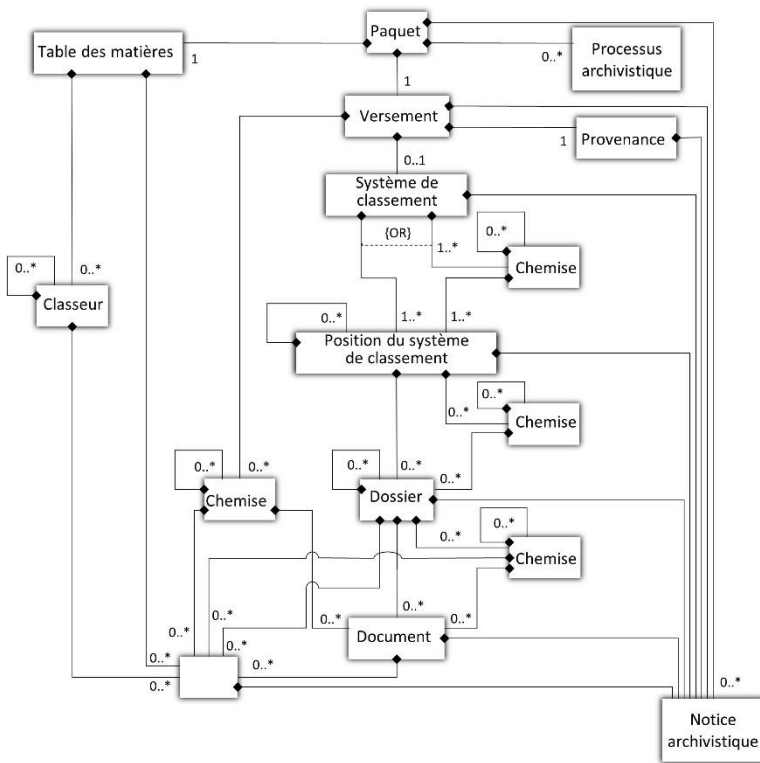 Paquet
Table des matières
1
0..*
Processus
archivistique
1
Versement
1
Provenance
0..1
Système de
classement
{OR}
1..*
0..*
Chemise
0..*
0..*
Classeur
0..*
1..*
1..*
Position du système
de classement
0..*
0..*
Chemise
0..*
0..*
0..*
0..*
0..*
Chemise
Dossier
0..*
0..*
Chemise
0..*
0..*
0..*
0..*
0..*
0..*
Document
0..*
0..*
0..*
0..*
0..*
Notice
archivistique